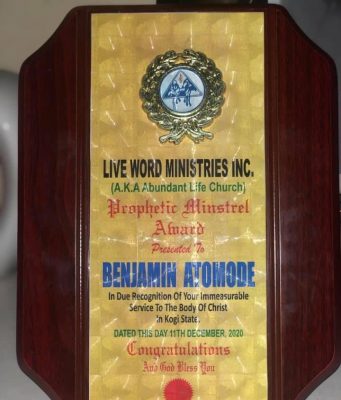 LIVE WORD MINISTRIES INC.
(A.K.A Abundant Life Church)
Prophetic Minstrel
Award
Presented To
BENJAMIN AYOMODE
In Due Recognition Of Your Immeasurable
Service To The Body Of Christ
In Kogi State.
DATED THIS DAY 11TH DECEMBER, 2020
Congratulations
And God Bless You